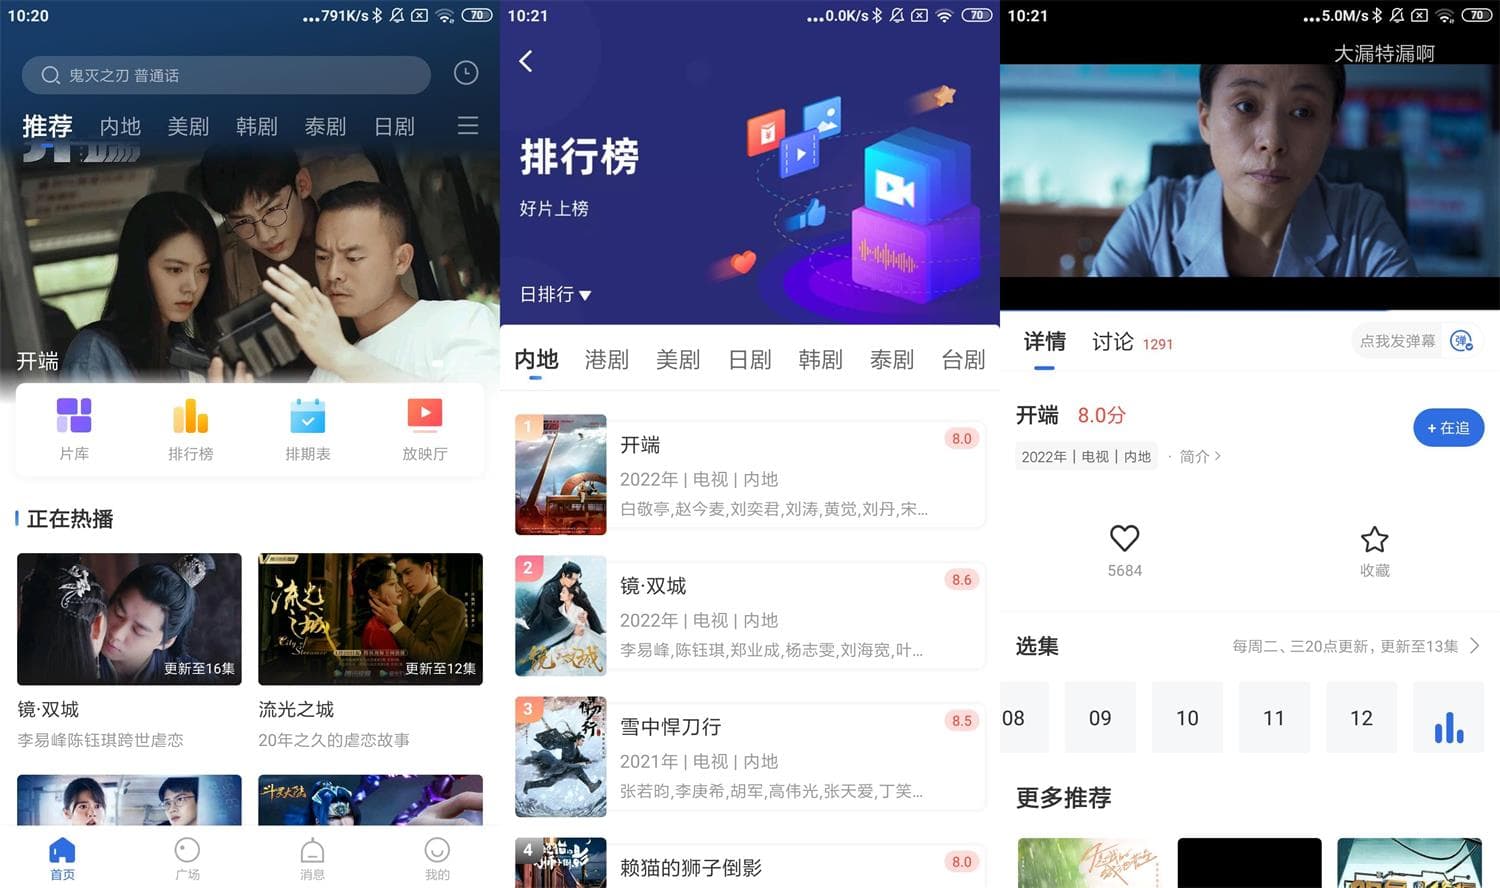 10:20
...791K/s 70
鬼灭之刃 普通话
推荐 内地 美剧 韩剧 泰剧 日剧
开端
开端
片库 排行榜 排期表 放映厅
正在热播
更新至16集
镜·双城
李易峰陈钰琪跨世虐恋
流光之城
City of Streamer
更新至12集
流光之城
20年之久的虐恋故事
斗罗大陆
首页 广场 消息 我的
10:21
...0.0K/s 70
排行榜
好片上榜
日排行▼
内地 港剧 美剧 日剧 韩剧 泰剧 台剧
1
开端
8.0
2022年 | 电视 | 内地
白敬亭,赵今麦,刘奕君,刘涛,黄觉,刘丹,宋...
2
镜·双城
镜·双城
8.6
2022年 | 电视 | 内地
李易峰,陈钰琪,郑业成,杨志雯,刘海宽,叶...
3
悍刀行
雪中悍刀行
8.5
2021年 | 电视 | 内地
张若昀,李庚希,胡军,高伟光,张天爱,丁笑...
4
赖猫的狮子倒影
8.0
10:21
...5.0M/s 70
大漏特漏啊
详情 讨论 1291
点我发弹幕 弹
开端 8.0分
+ 在追
2022年 | 电视 | 内地 · 简介 >
5684
收藏
选集
每周二、三20点更新, 更新至13集 >
08 09 10 11 12
更多推荐